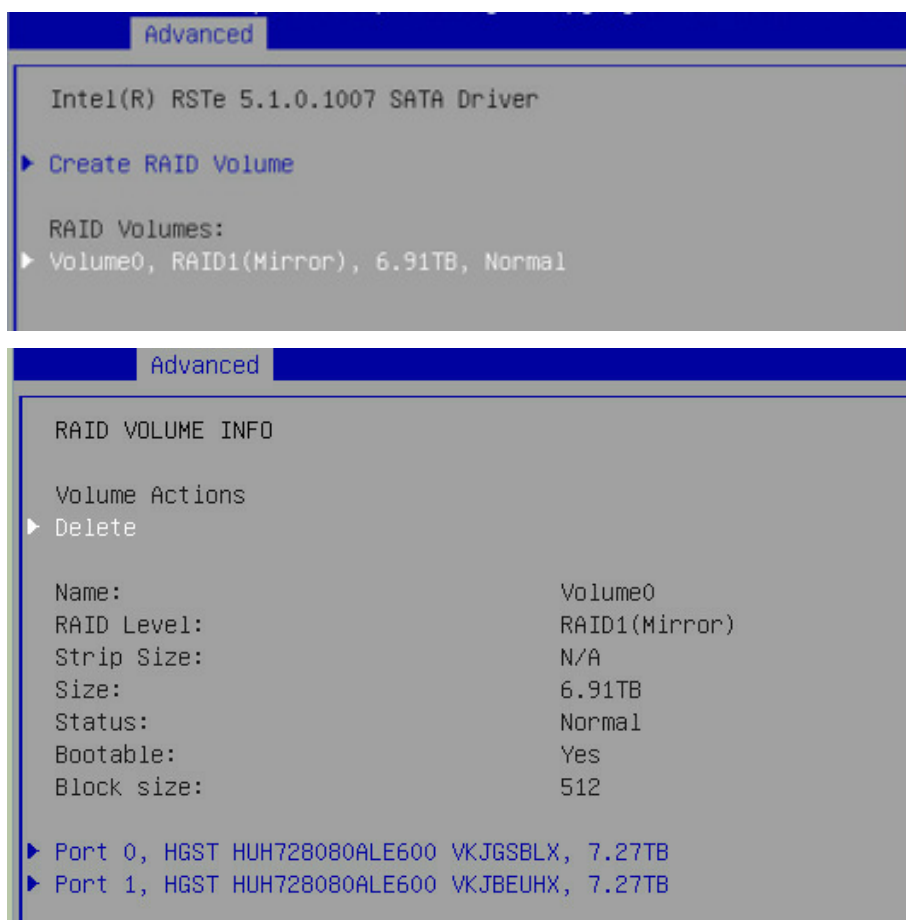 Advanced
Intel(R) RSTe 5.1.0.1007 SATA Driver
Create RAID Volume
RAID Volumes:
Volume0, RAID1(Mirror), 6.91TB, Normal
Advanced
RAID VOLUME INFO
Volume Actions
Delete
Name: Volume0
RAID Level: RAID1(Mirror)
Strip Size: N/A
Size: 6.91TB
Status: Normal
Bootable: Yes
Block size: 512
Port 0, HGST HUH728080ALE600 VKJGSBLX, 7.27TB
Port 1, HGST HUH728080ALE600 VKJBEUHX, 7.27TB